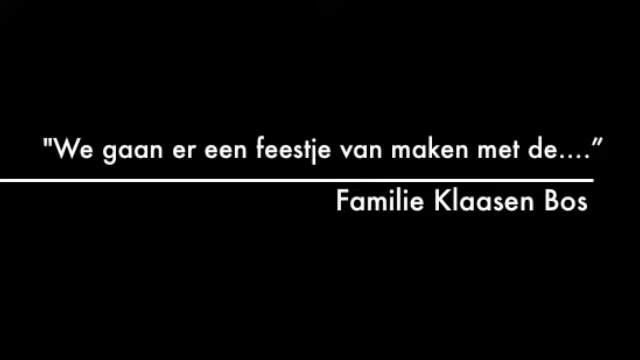 "We gaan er een feestje van maken met de....”
Familie Klaasen Bos